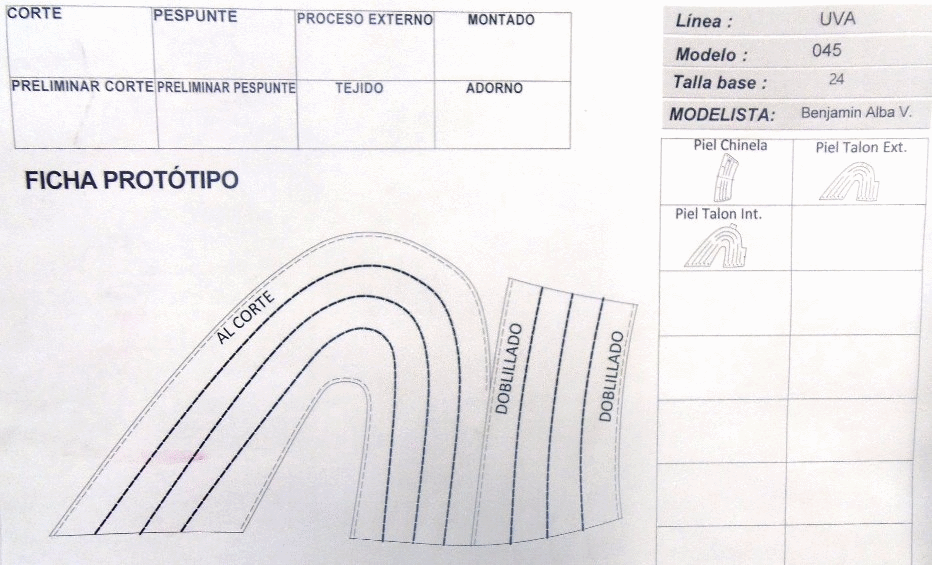 CORTE PESPUNTE PROCESO EXTERNO MONTADO
PRELIMINAR CORTE PRELIMINAR PESPUNTE TEJIDO ADORNO
FICHA PROTÓTIPO
AL CORTE
DOBLILLADO
DOBLILLADO
Línea : UVA
Modelo : 045
Talla base : 24
MODELISTA: Benjamin Alba V.
Piel Chinela Piel Talon Ext.
Piel Talon Int.